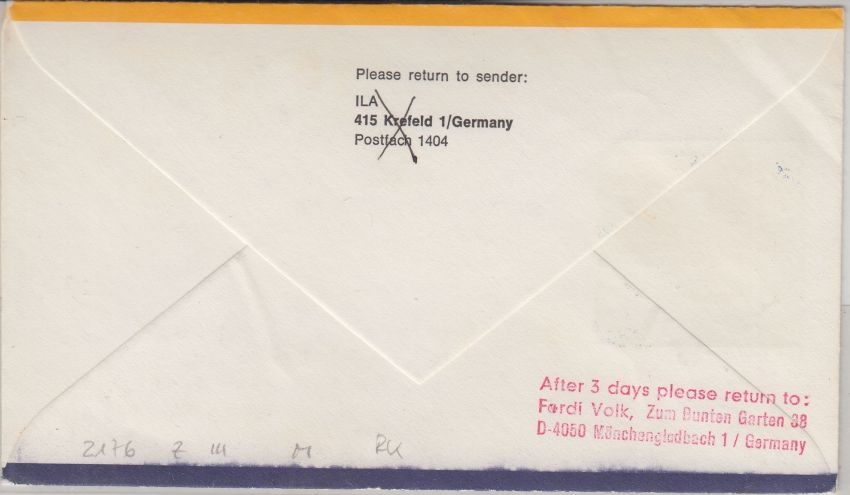 Please return to sender:
ILA
415 Krefeld 1/Germany
Postfach 1404
After 3 days please return to:
Ferdi Volk, Zum Bunten Garten 38
D-4050 Mönchengladbach 1 / Germany
2176 Z III M